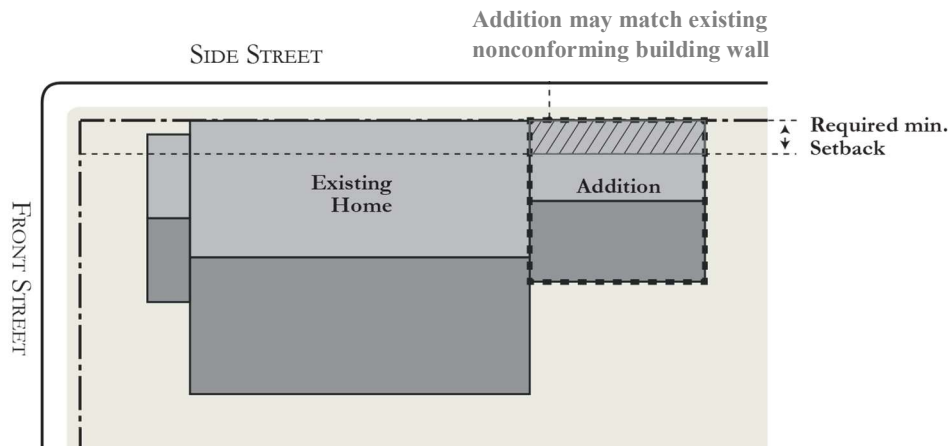 Addition may match existing
nonconforming building wall
SIDE STREET
Required min.
Setback
Existing
Home
Addition
FRONT STREET